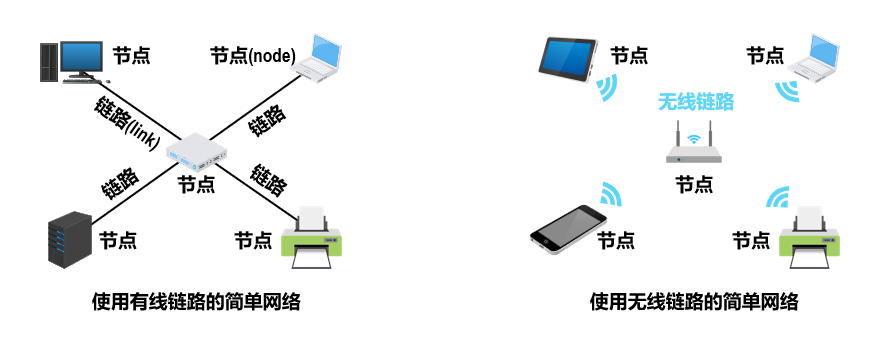 节点
节点(node)
链路(link)
链路
节点
链路
链路
节点
节点
使用有线链路的简单网络
节点
节点
无线链路
节点
节点
节点
使用无线链路的简单网络